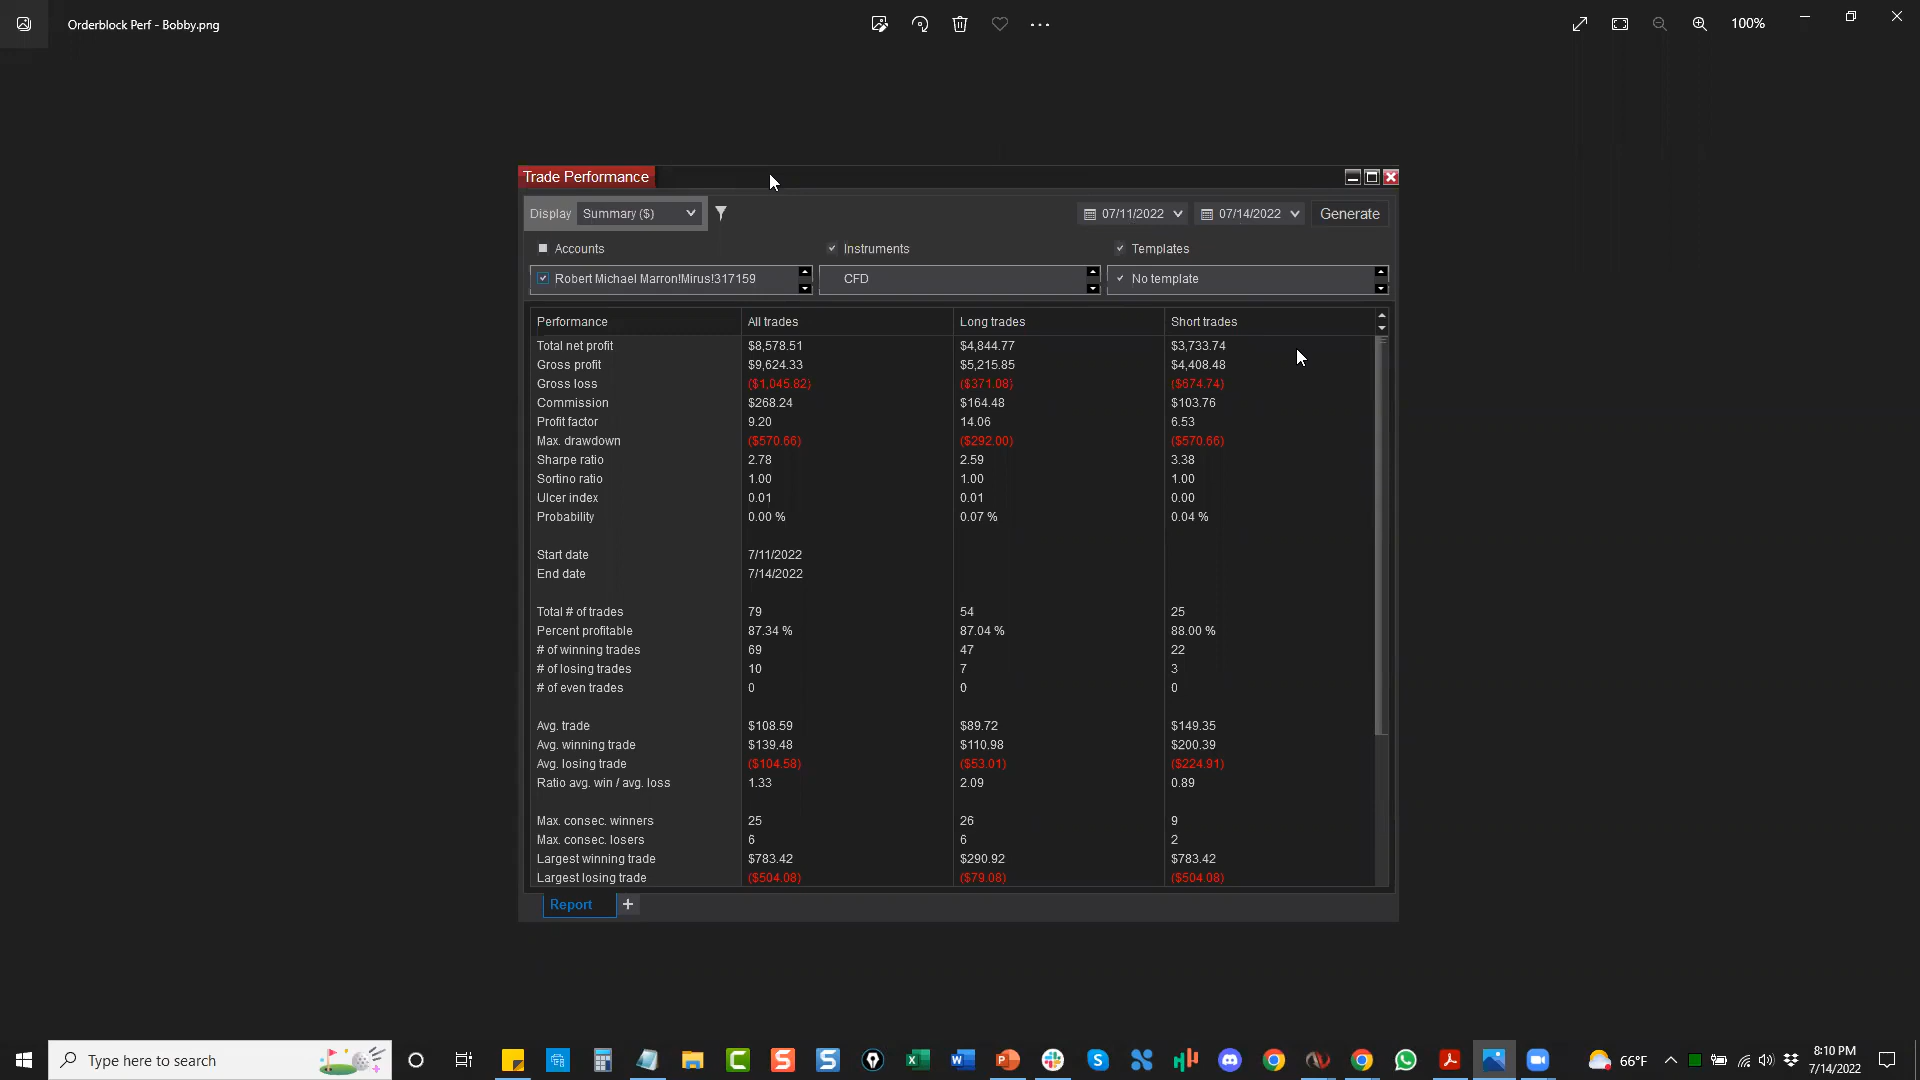 Orderblock Perf - Bobby.png
100%
Trade Performance
Display Summary ($) 07/11/2022 07/14/2022 Generate
Accounts Instruments Templates
Robert Michael Marron!Mirus!317159 CFD No template
Performance All trades Long trades Short trades
Total net profit $8,578.51 $4,844.77 $3,733.74
Gross profit $9,624.33 $5,215.85 $4,408.48
Gross loss ($1,045.82) ($371.08) ($674.74)
Commission $268.24 $164.48 $103.76
Profit factor 9.20 14.06 6.53
Max. drawdown ($570.66) ($292.00) ($570.66)
Sharpe ratio 2.78 2.59 3.38
Sortino ratio 1.00 1.00 1.00
Ulcer index 0.01 0.01 0.00
Probability 0.00 % 0.07 % 0.04 %
Start date 7/11/2022
End date 7/14/2022
Total # of trades 79 54 25
Percent profitable 87.34 % 87.04 % 88.00 %
# of winning trades 69 47 22
# of losing trades 10 7 3
# of even trades 0 0 0
Avg. trade $108.59 $89.72 $149.35
Avg. winning trade $139.48 $110.98 $200.39
Avg. losing trade ($104.58) ($53.01) ($224.91)
Ratio avg. win / avg. loss 1.33 2.09 0.89
Max. consec. winners 25 26 9
Max. consec. losers 6 6 2
Largest winning trade $783.42 $290.92 $783.42
Largest losing trade ($504.08) ($79.08) ($504.08)
Report +
Type here to search
66°F
8:10 PM
7/14/2022